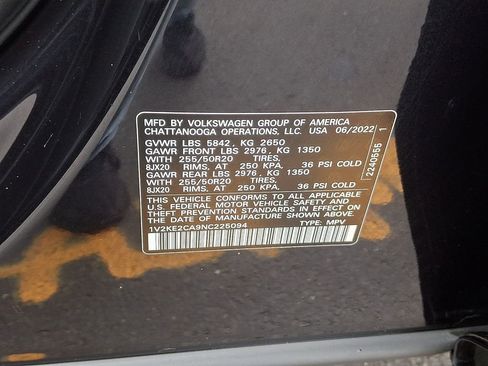 MFD BY VOLKSWAGEN GROUP OF AMERICA
CHATTANOOGA OPERATIONS, LLC. USA 06/2022
GVWR LBS 5842, KG 2650
GAWR FRONT LBS 2976, KG 1350
WITH 255/50R20 TIRES,
8JX20 RIMS, AT 250 KPA, 36 PSI COLD
GAWR REAR LBS 2976, KG 1350
WITH 255/50R20 TIRES,
8JX20 RIMS, AT 250 KPA, 36 PSI COLD
THIS VEHICLE CONFORMS TO ALL APPLICABLE
U.S. FEDERAL MOTOR VEHICLE SAFETY AND
THEFT PREVENTION STANDARDS IN EFFECT ON
THE DATE OF MANUFACTURE SHOWN ABOVE.
1V2KE2CA9NC225094 TYPE: MPV
2240555 1